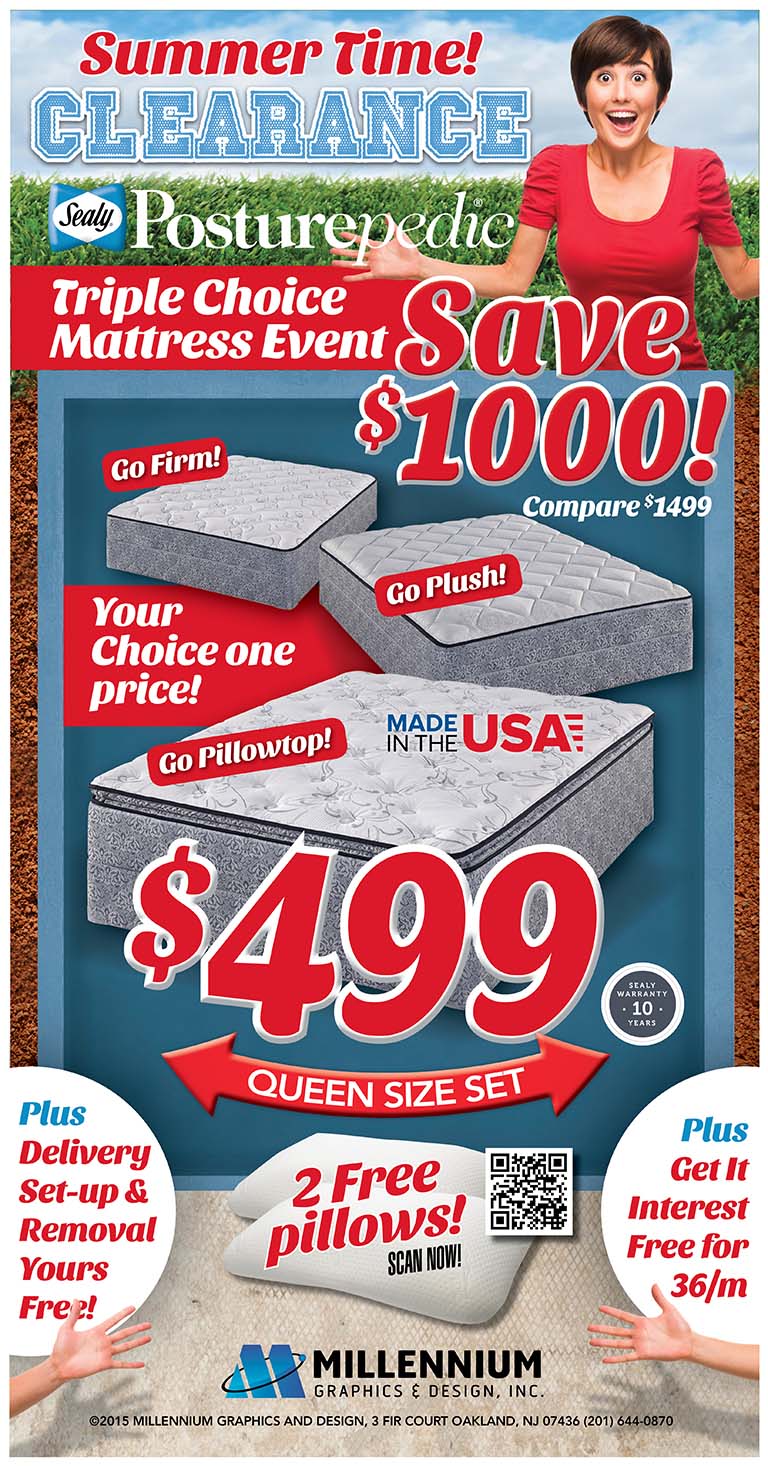 Summer Time!
CLEARANCE
Sealy
Posturepedic®
Triple Choice
Mattress Event
Save
$1000!
Compare $1499
Go Firm!
Go Plush!
Your
Choice one
price!
Go Pillowtop!
MADE
IN THE USA
$499
SEALY
WARRANTY
· 10 ·
YEARS
QUEEN SIZE SET
Plus
Delivery
Set-up &
Removal
Yours
Free!
2 Free
pillows!
SCAN NOW!
Plus
Get It
Interest
Free for
36/m
MILLENNIUM
GRAPHICS & DESIGN, INC.
©2015 MILLENNIUM GRAPHICS AND DESIGN, 3 FIR COURT OAKLAND, NJ 07436 (201) 644-0870